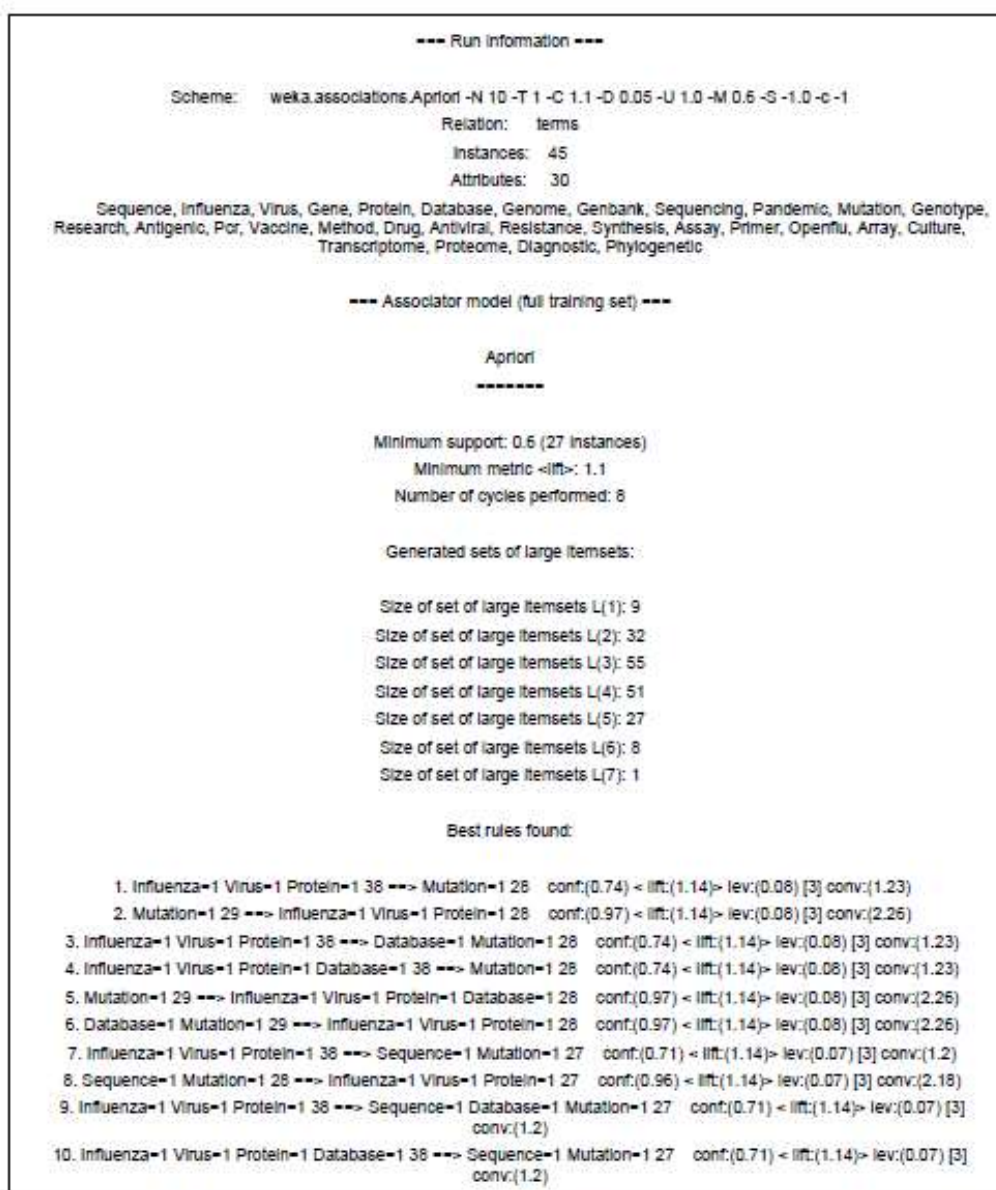 === Run information ===
Scheme: weka.associations.Apriori -N 10 -T 1 -C 1.1 -D 0.05 -U 1.0 -M 0.6 -S -1.0 -c -1
Relation: terms
Instances: 45
Attributes: 30
Sequence, Influenza, Virus, Gene, Protein, Database, Genome, Genbank, Sequencing, Pandemic, Mutation, Genotype,
Research, Antigenic, Pcr, Vaccine, Method, Drug, Antiviral, Resistance, Synthesis, Assay, Primer, Openflu, Array, Culture,
Transcriptome, Proteome, Diagnostic, Phylogenetic
=== Associator model (full training set) ===
Apriori
=======
Minimum support: 0.6 (27 instances)
Minimum metric <lift>: 1.1
Number of cycles performed: 8
Generated sets of large itemsets:
Size of set of large itemsets L(1): 9
Size of set of large itemsets L(2): 32
Size of set of large itemsets L(3): 55
Size of set of large itemsets L(4): 51
Size of set of large itemsets L(5): 27
Size of set of large itemsets L(6): 8
Size of set of large itemsets L(7): 1
Best rules found:
1. Influenza=1 Virus=1 Protein=1 38 ==> Mutation=1 28 conf:(0.74) < lift:(1.14)> lev:(0.08) [3] conv:(1.23)
2. Mutation=1 29 ==> Influenza=1 Virus=1 Protein=1 28 conf:(0.97) < lift:(1.14)> lev:(0.08) [3] conv:(2.26)
3. Influenza=1 Virus=1 Protein=1 38 ==> Database=1 Mutation=1 28 conf:(0.74) < lift:(1.14)> lev:(0.08) [3] conv:(1.23)
4. Influenza=1 Virus=1 Protein=1 Database=1 38 ==> Mutation=1 28 conf:(0.74) < lift:(1.14)> lev:(0.08) [3] conv:(1.23)
5. Mutation=1 29 ==> Influenza=1 Virus=1 Protein=1 Database=1 28 conf:(0.97) < lift:(1.14)> lev:(0.08) [3] conv:(2.26)
6. Database=1 Mutation=1 29 ==> Influenza=1 Virus=1 Protein=1 28 conf:(0.97) < lift:(1.14)> lev:(0.08) [3] conv:(2.26)
7. Influenza=1 Virus=1 Protein=1 38 ==> Sequence=1 Mutation=1 27 conf:(0.71) < lift:(1.14)> lev:(0.07) [3] conv:(1.2)
8. Sequence=1 Mutation=1 28 ==> Influenza=1 Virus=1 Protein=1 27 conf:(0.96) < lift:(1.14)> lev:(0.07) [3] conv:(2.18)
9. Influenza=1 Virus=1 Protein=1 38 ==> Sequence=1 Database=1 Mutation=1 27 conf:(0.71) < lift:(1.14)> lev:(0.07) [3]
conv:(1.2)
10. Influenza=1 Virus=1 Protein=1 Database=1 38 ==> Sequence=1 Mutation=1 27 conf:(0.71) < lift:(1.14)> lev:(0.07) [3]
conv:(1.2)